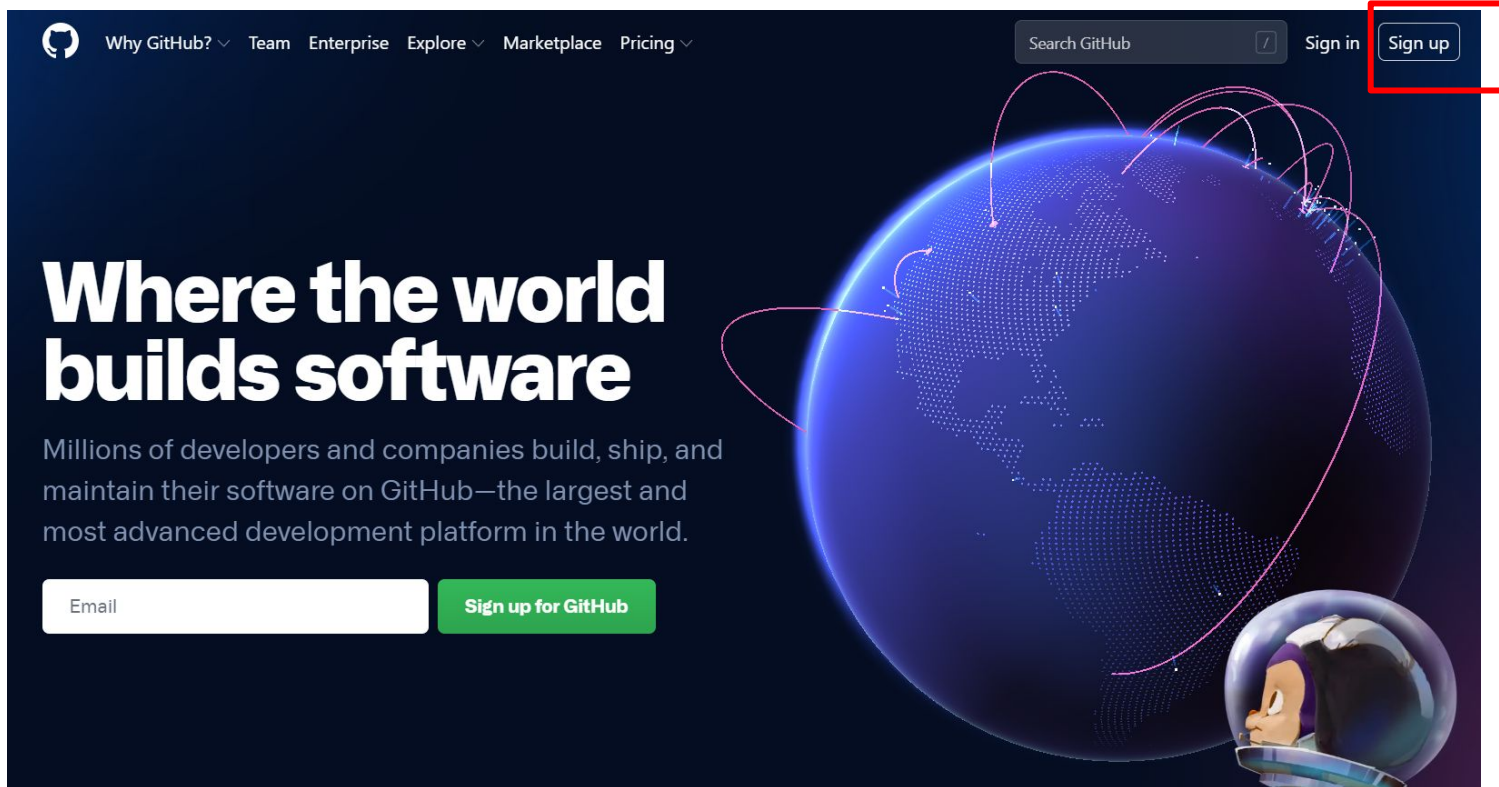 Why GitHub? Team Enterprise Explore Marketplace Pricing Search GitHub / Sign in Sign up
Where the world
builds software
Millions of developers and companies build, ship, and
maintain their software on GitHub—the largest and
most advanced development platform in the world.
Email Sign up for GitHub